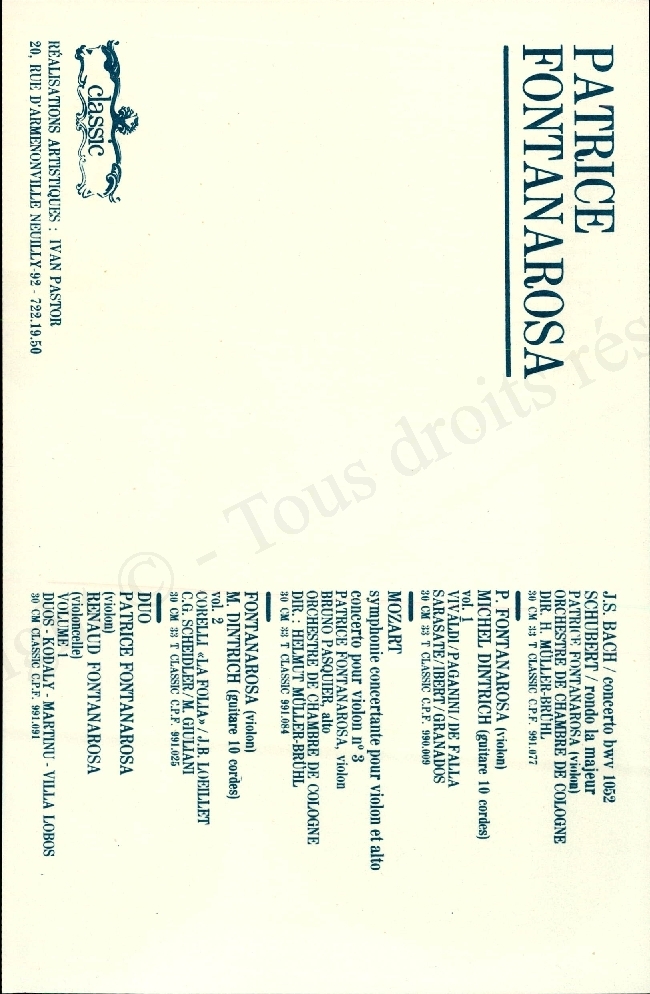 PATRICE
FONTANAROSA
J.S. BACH / concerto bwv 1052
SCHUBERT / rondo la majeur
PATRICE FONTANAROSA (violon)
ORCHESTRE DE CHAMBRE DE COLOGNE
DIR. H. MÜLLER-BRÜHL
30 CM 33 T CLASSIC C.P.F. 991.077
P. FONTANAROSA (violon)
MICHEL DINTRICH (guitare 10 cordes)
vol. 1
VIVALDI / PAGANINI / DE FALLA
SARASATE / IBERT / GRANADOS
30 CM 33 T CLASSIC C.P.F. 990.009
MOZART
symphonie concertante pour violon et alto
concerto pour violon n° 3
PATRICE FONTANAROSA, violon
BRUNO PASQUIER, alto
ORCHESTRE DE CHAMBRE DE COLOGNE
DIR. : HELMUT MÜLLER-BRÜHL
30 CM 33 T CLASSIC 991.084
FONTANAROSA (violon)
M. DINTRICH (guitare 10 cordes)
vol. 2
CORELLI «LA FOLIA» / J.B. LOEILLET
C.G. SCHEIDLER / M. GIULIANI
30 CM 33 T CLASSIC C.P.F. 991.025
DUO
PATRICE FONTANAROSA
(violon)
RENAUD FONTANAROSA
(violoncelle)
VOLUME 1
DUOS - KODALY - MARTINU - VILLA LOBOS
30 CM CLASSIC C.P.F. 991.091
classic
RÉALISATIONS ARTISTIQUES : IVAN PASTOR
20, RUE D'ARMENONVILLE NEUILLY-92 - 722.19.50
© - Tous droits rés